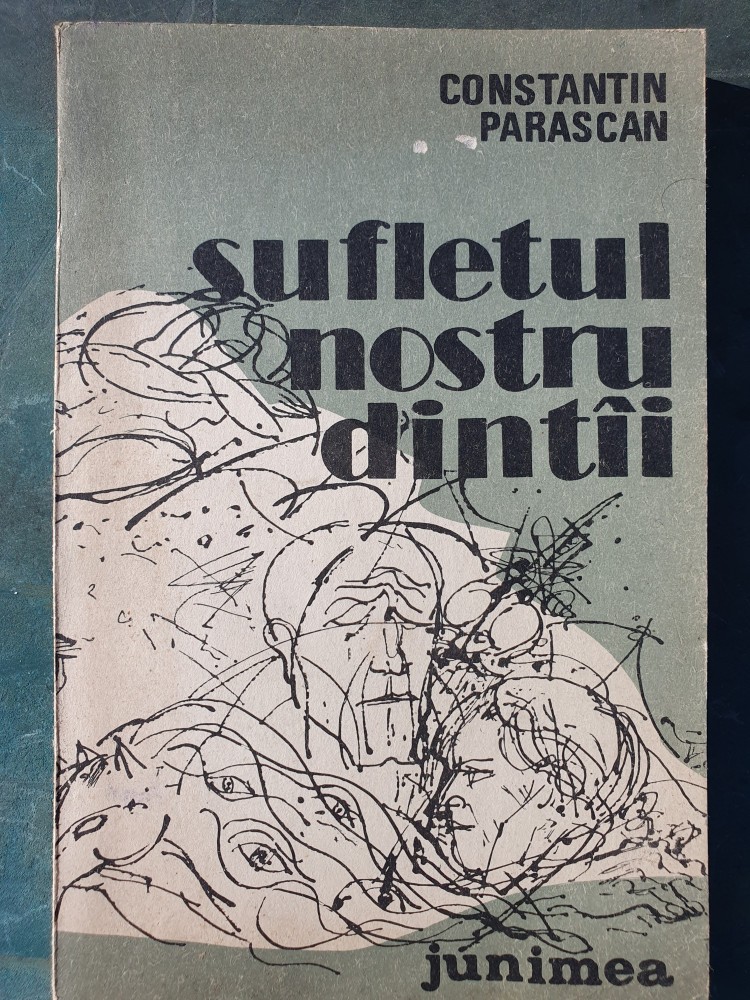 CONSTANTIN
PARASCAN
sufletul
nostru
dintîi
junimea